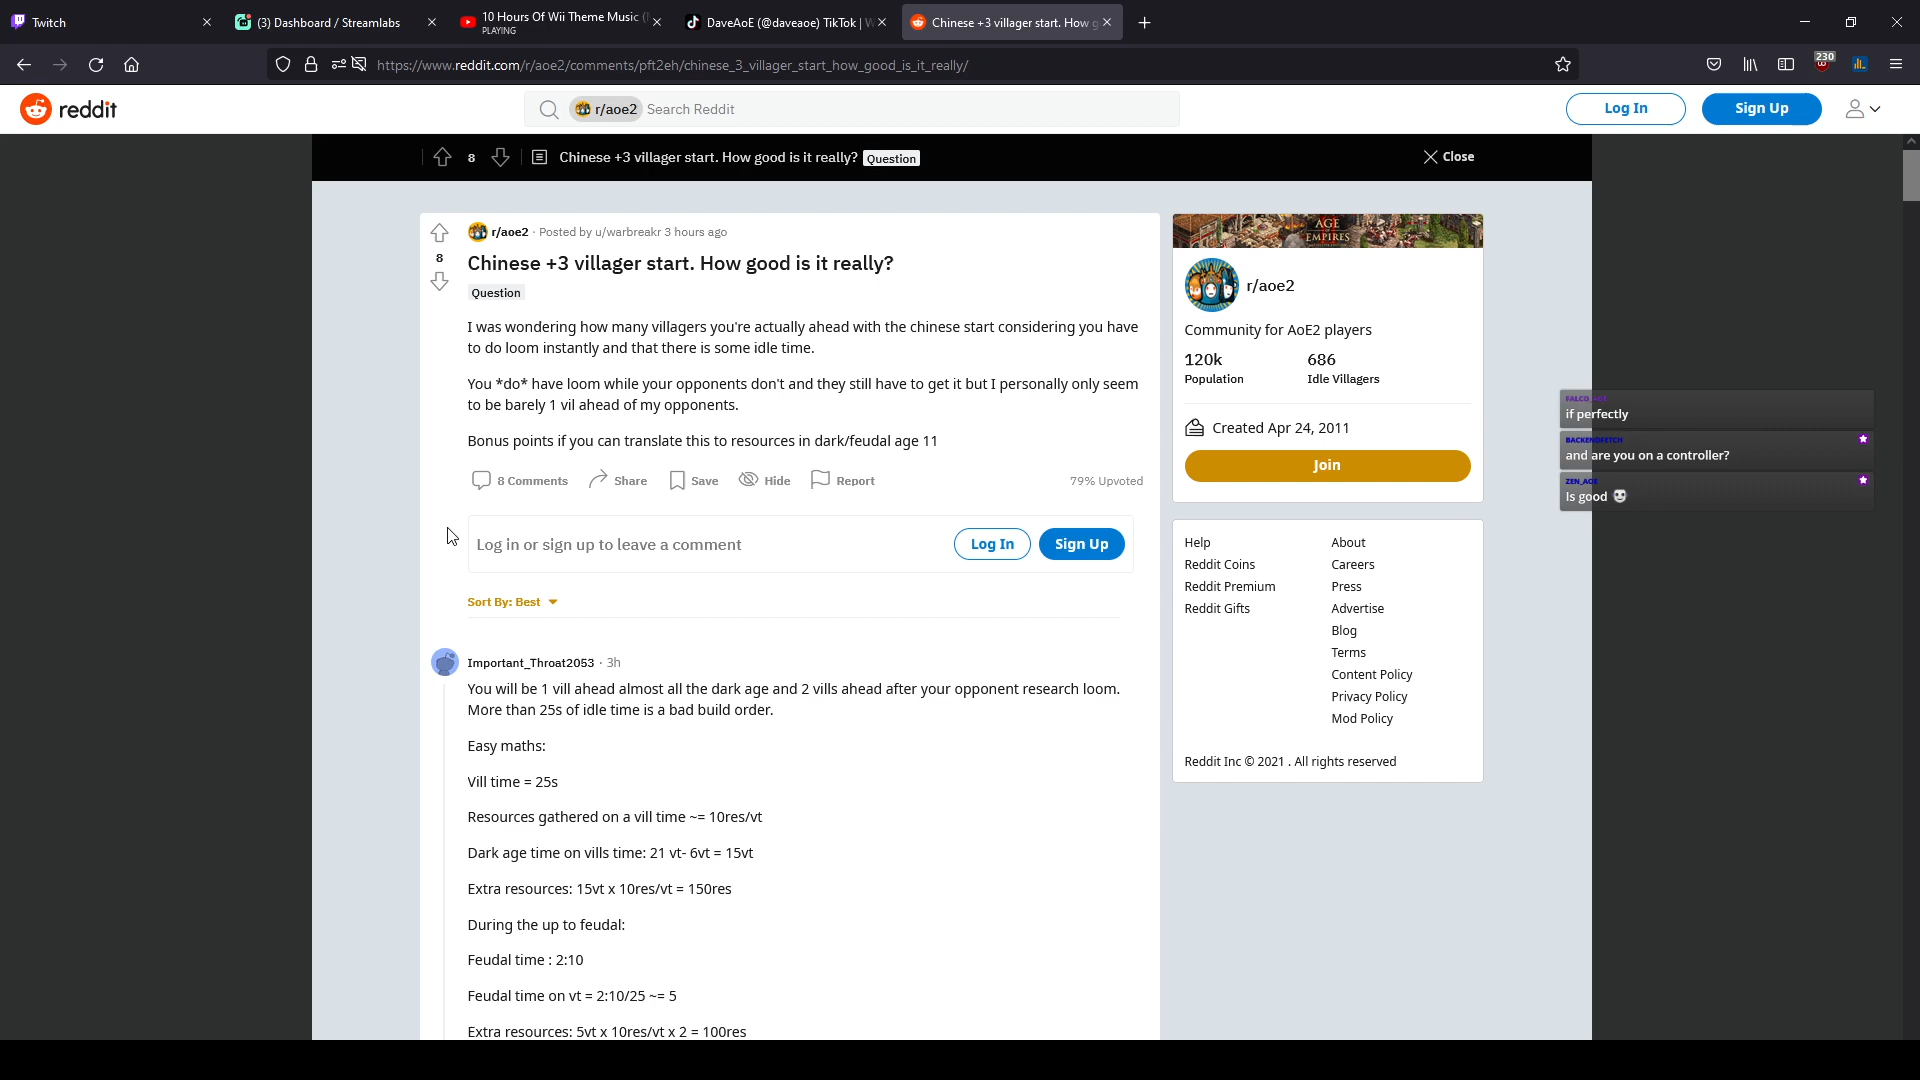 Twitch
(3) Dashboard / Streamlabs
10 Hours Of Wii Theme Music (
PLAYING
DaveAoE (@daveaoe) TikTok |
Chinese +3 villager start. How g
https://www.reddit.com/r/aoe2/comments/pft2eh/chinese_3_villager_start_how_good_is_it_really/
230
reddit
r/aoe2 Search Reddit
Log In
Sign Up
8
Chinese +3 villager start. How good is it really? Question
Close
r/aoe2 · Posted by u/warbreakr 3 hours ago
8
Chinese +3 villager start. How good is it really?
Question
I was wondering how many villagers you're actually ahead with the chinese start considering you have
to do loom instantly and that there is some idle time.
You *do* have loom while your opponents don't and they still have to get it but I personally only seem
to be barely 1 vil ahead of my opponents.
Bonus points if you can translate this to resources in dark/feudal age 11
8 Comments
Share
Save
Hide
Report
79% Upvoted
Log in or sign up to leave a comment
Log In
Sign Up
Sort By: Best
Important_Throat2053 · 3h
You will be 1 vill ahead almost all the dark age and 2 vills ahead after your opponent research loom.
More than 25s of idle time is a bad build order.
Easy maths:
Vill time = 25s
Resources gathered on a vill time ~= 10res/vt
Dark age time on vills time: 21 vt- 6vt = 15vt
Extra resources: 15vt x 10res/vt = 150res
During the up to feudal:
Feudal time : 2:10
Feudal time on vt = 2:10/25 ~= 5
Extra resources: 5vt x 10res/vt x 2 = 100res
AGE
OF
EMPIRES
r/aoe2
Community for AoE2 players
120k
Population
686
Idle Villagers
Created Apr 24, 2011
Join
Help
Reddit Coins
Reddit Premium
Reddit Gifts
About
Careers
Press
Advertise
Blog
Terms
Content Policy
Privacy Policy
Mod Policy
Reddit Inc © 2021 . All rights reserved
if perfectly
BACKENDFETCH
and are you on a controller?
ZEN_AOE
Is good